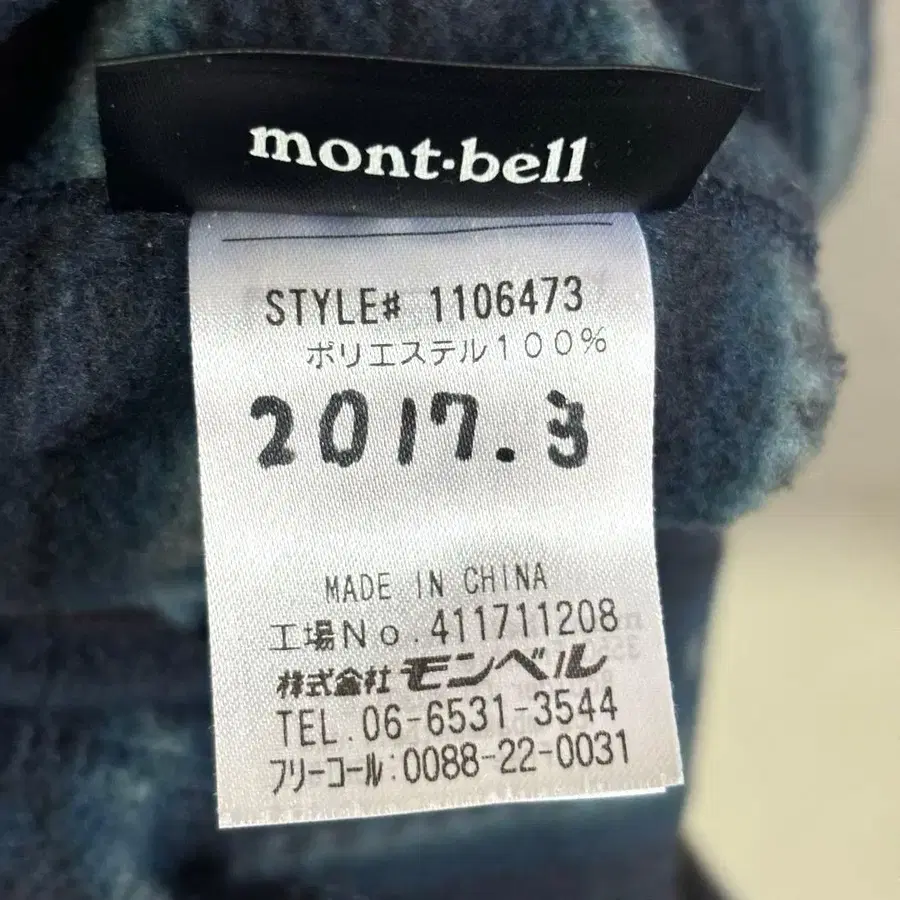 mont-bell
STYLE# 1106473
ポリエステル100%
2017.3
MADE IN CHINA
工場No.411711208
株式会社モンベル
TEL.06-6531-3544
フリーコール:0088-22-0031